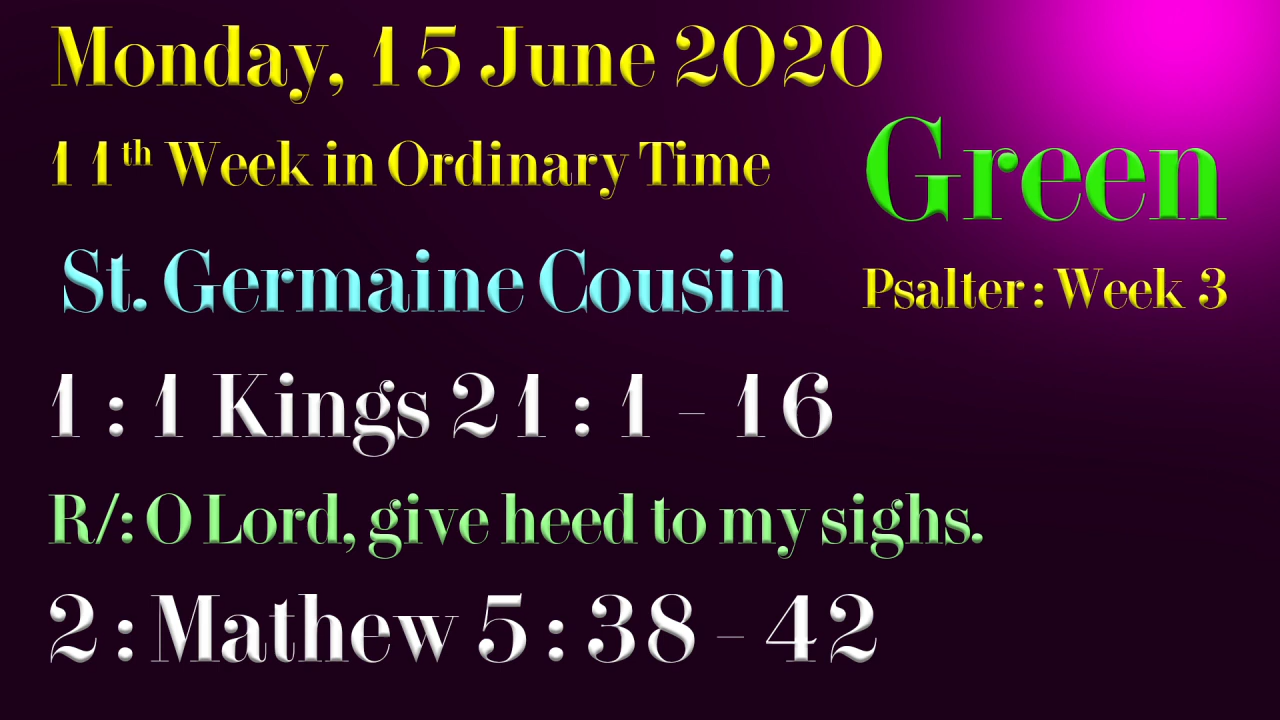 Monday, 15 June 2020
11th Week in Ordinary Time
Green
St. Germaine Cousin
Psalter: Week 3
1 : 1 Kings 21 : 1 - 16
R/: O Lord, give heed to my sighs.
2 : Mathew 5 : 38 - 42